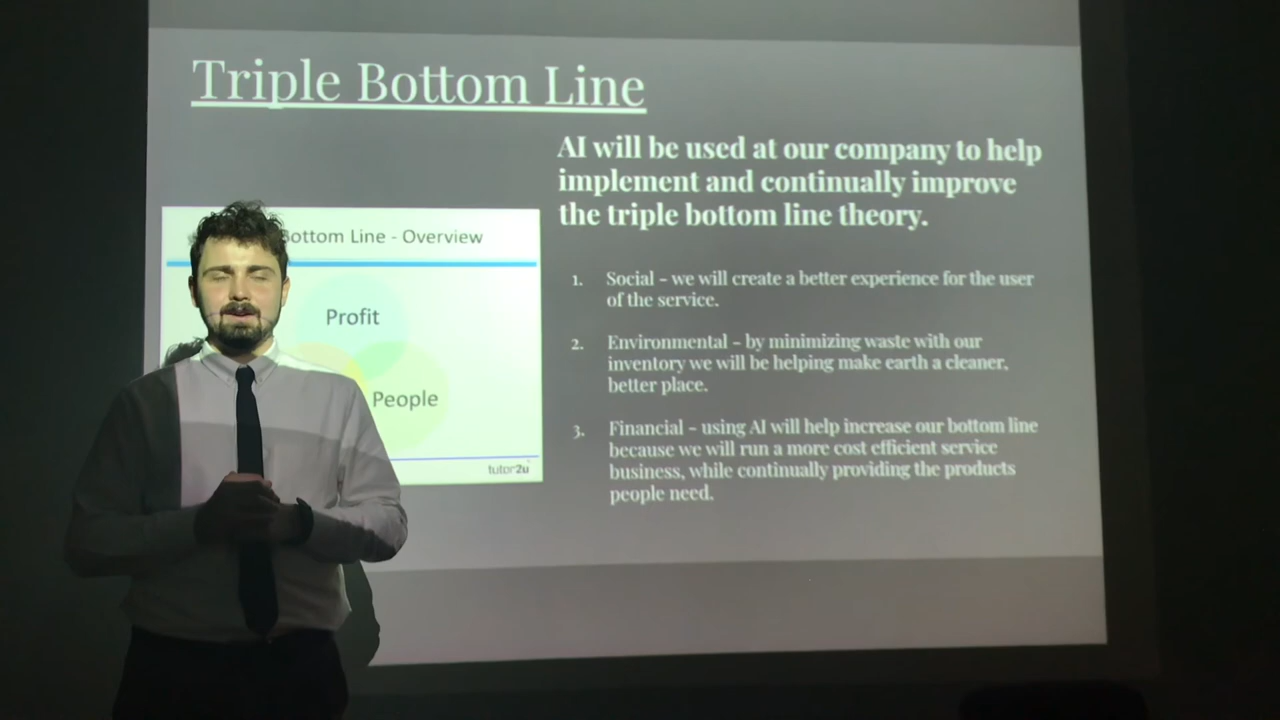 Triple Bottom Line
AI will be used at our company to help
implement and continually improve
the triple bottom line theory.
Bottom Line - Overview
Profit
People
tutor2u
1. Social – we will create a better experience for the user
of the service.
2. Environmental – by minimizing waste with our
inventory we will be helping make earth a cleaner,
better place.
3. Financial – using AI will help increase our bottom line
because we will run a more cost efficient service
business, while continually providing the products
people need.